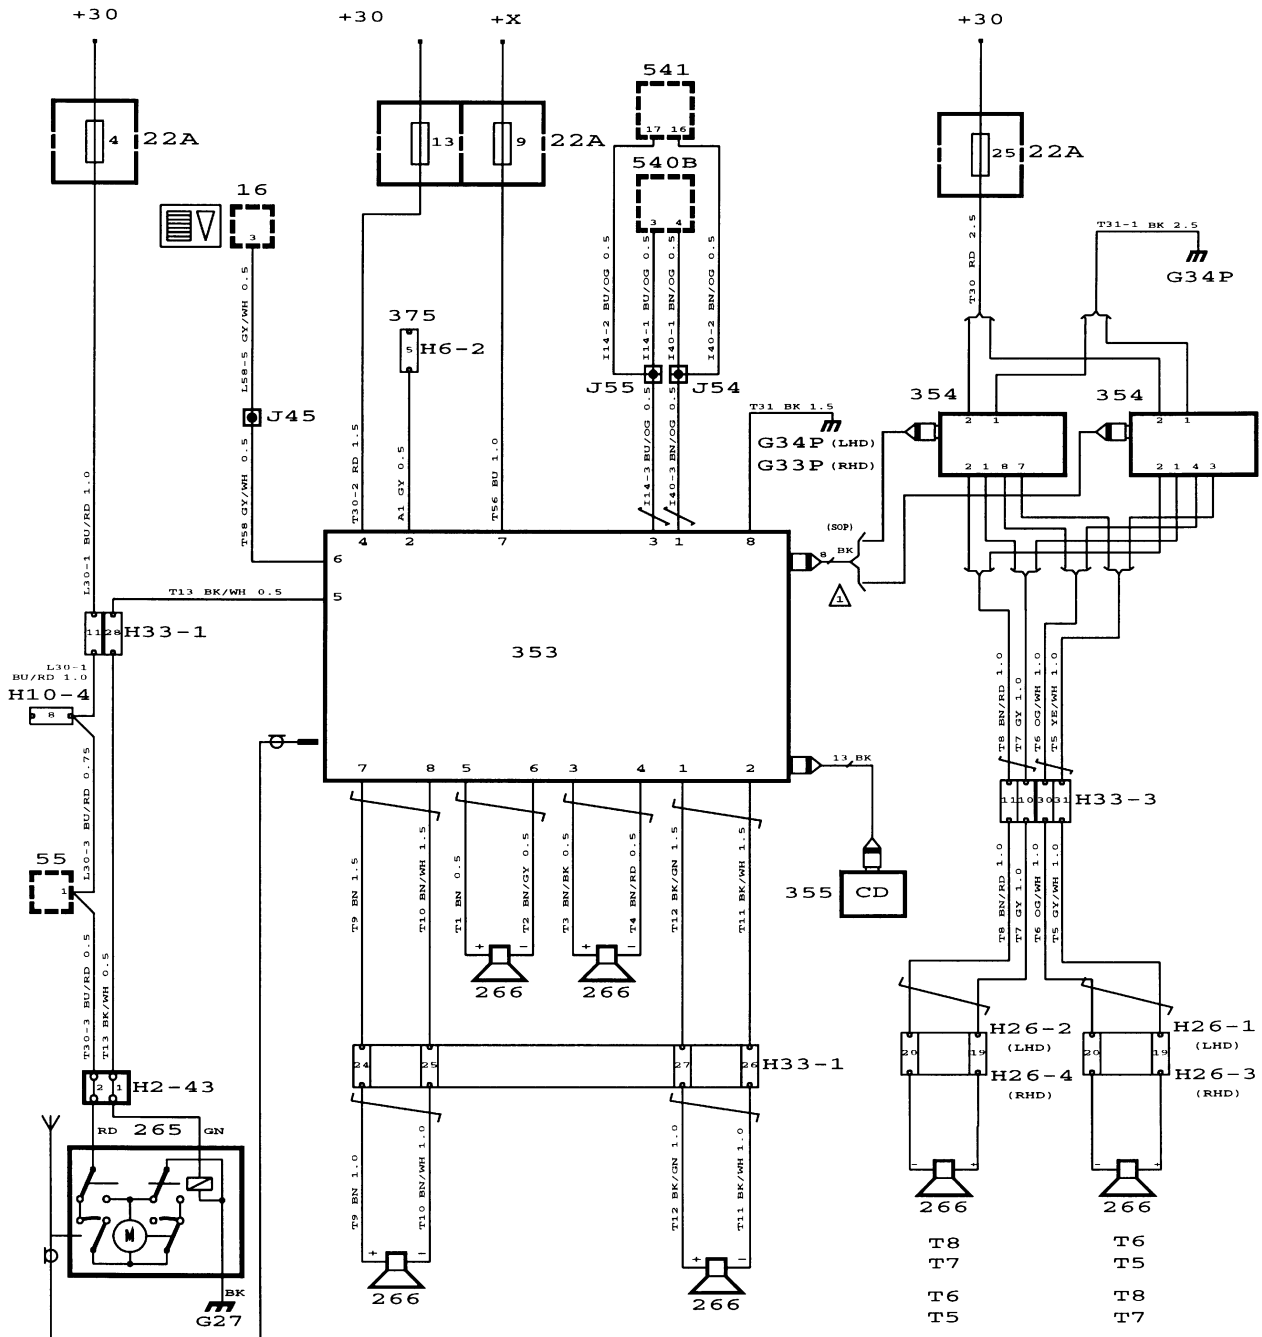 +30
+30
+X
+30
541
17 16
4
22A
13
9
22A
25
22A
540B
3 4
16
3
T31-1 BK 2.5
G34P
T30 RD 2.5
L58-5 GY/WH 0.5
I14-2 BU/OG 0.5
I14-1 BU/OG 0.5
I40-1 BN/OG 0.5
I40-2 BN/OG 0.5
375
5
H6-2
J55
J54
J45
354
354
2 1
2 1
T31 BK 1.5
G34P (LHD)
G33P (RHD)
2 1 8 7
2 1 4 3
L30-1 BU/RD 1.0
T58 GY/WH 0.5
T30-2 RD 1.5
A1 GY 0.5
T56 BU 1.0
I14-3 BU/OG 0.5
I40-3 BN/OG 0.5
4 2 7 3 1 8
(SOP)
6
8 BK
1
T13 BK/WH 0.5
5
11 28
H33-1
353
L30-1
BU/RD 1.0
H10-4
8
T8 BN/RD 1.0
T7 GY 1.0
T6 OG/WH 1.0
T5 YE/WH 1.0
7 8 5 6 3 4 1 2
13 BK
11 10 30 31
H33-3
L30-3 BU/RD 0.75
55
1
T9 BN 1.5
T10 BN/WH 1.5
T1 BN 0.5
T2 BN/GY 0.5
T3 BN/BK 0.5
T4 BN/RD 0.5
T12 BK/GN 1.5
T11 BK/WH 1.5
355
CD
T8 BN/RD 1.0
T7 GY 1.0
T6 OG/WH 1.0
T5 GY/WH 1.0
+ -
+ -
266
266
T30-3 BU/RD 0.5
T13 BK/WH 0.5
24
25
27
26
H33-1
20
19
H26-2
(LHD)
H26-4
(RHD)
20
19
H26-1
(LHD)
H26-3
(RHD)
2 1
H2-43
RD
265
GN
T9 BN 1.0
T10 BN/WH 1.0
T12 BK/GN 1.0
T11 BK/WH 1.0
- +
- +
266
266
M
+ -
+ -
266
266
BK
G27
T8
T7
T6
T5
T6
T5
T8
T7